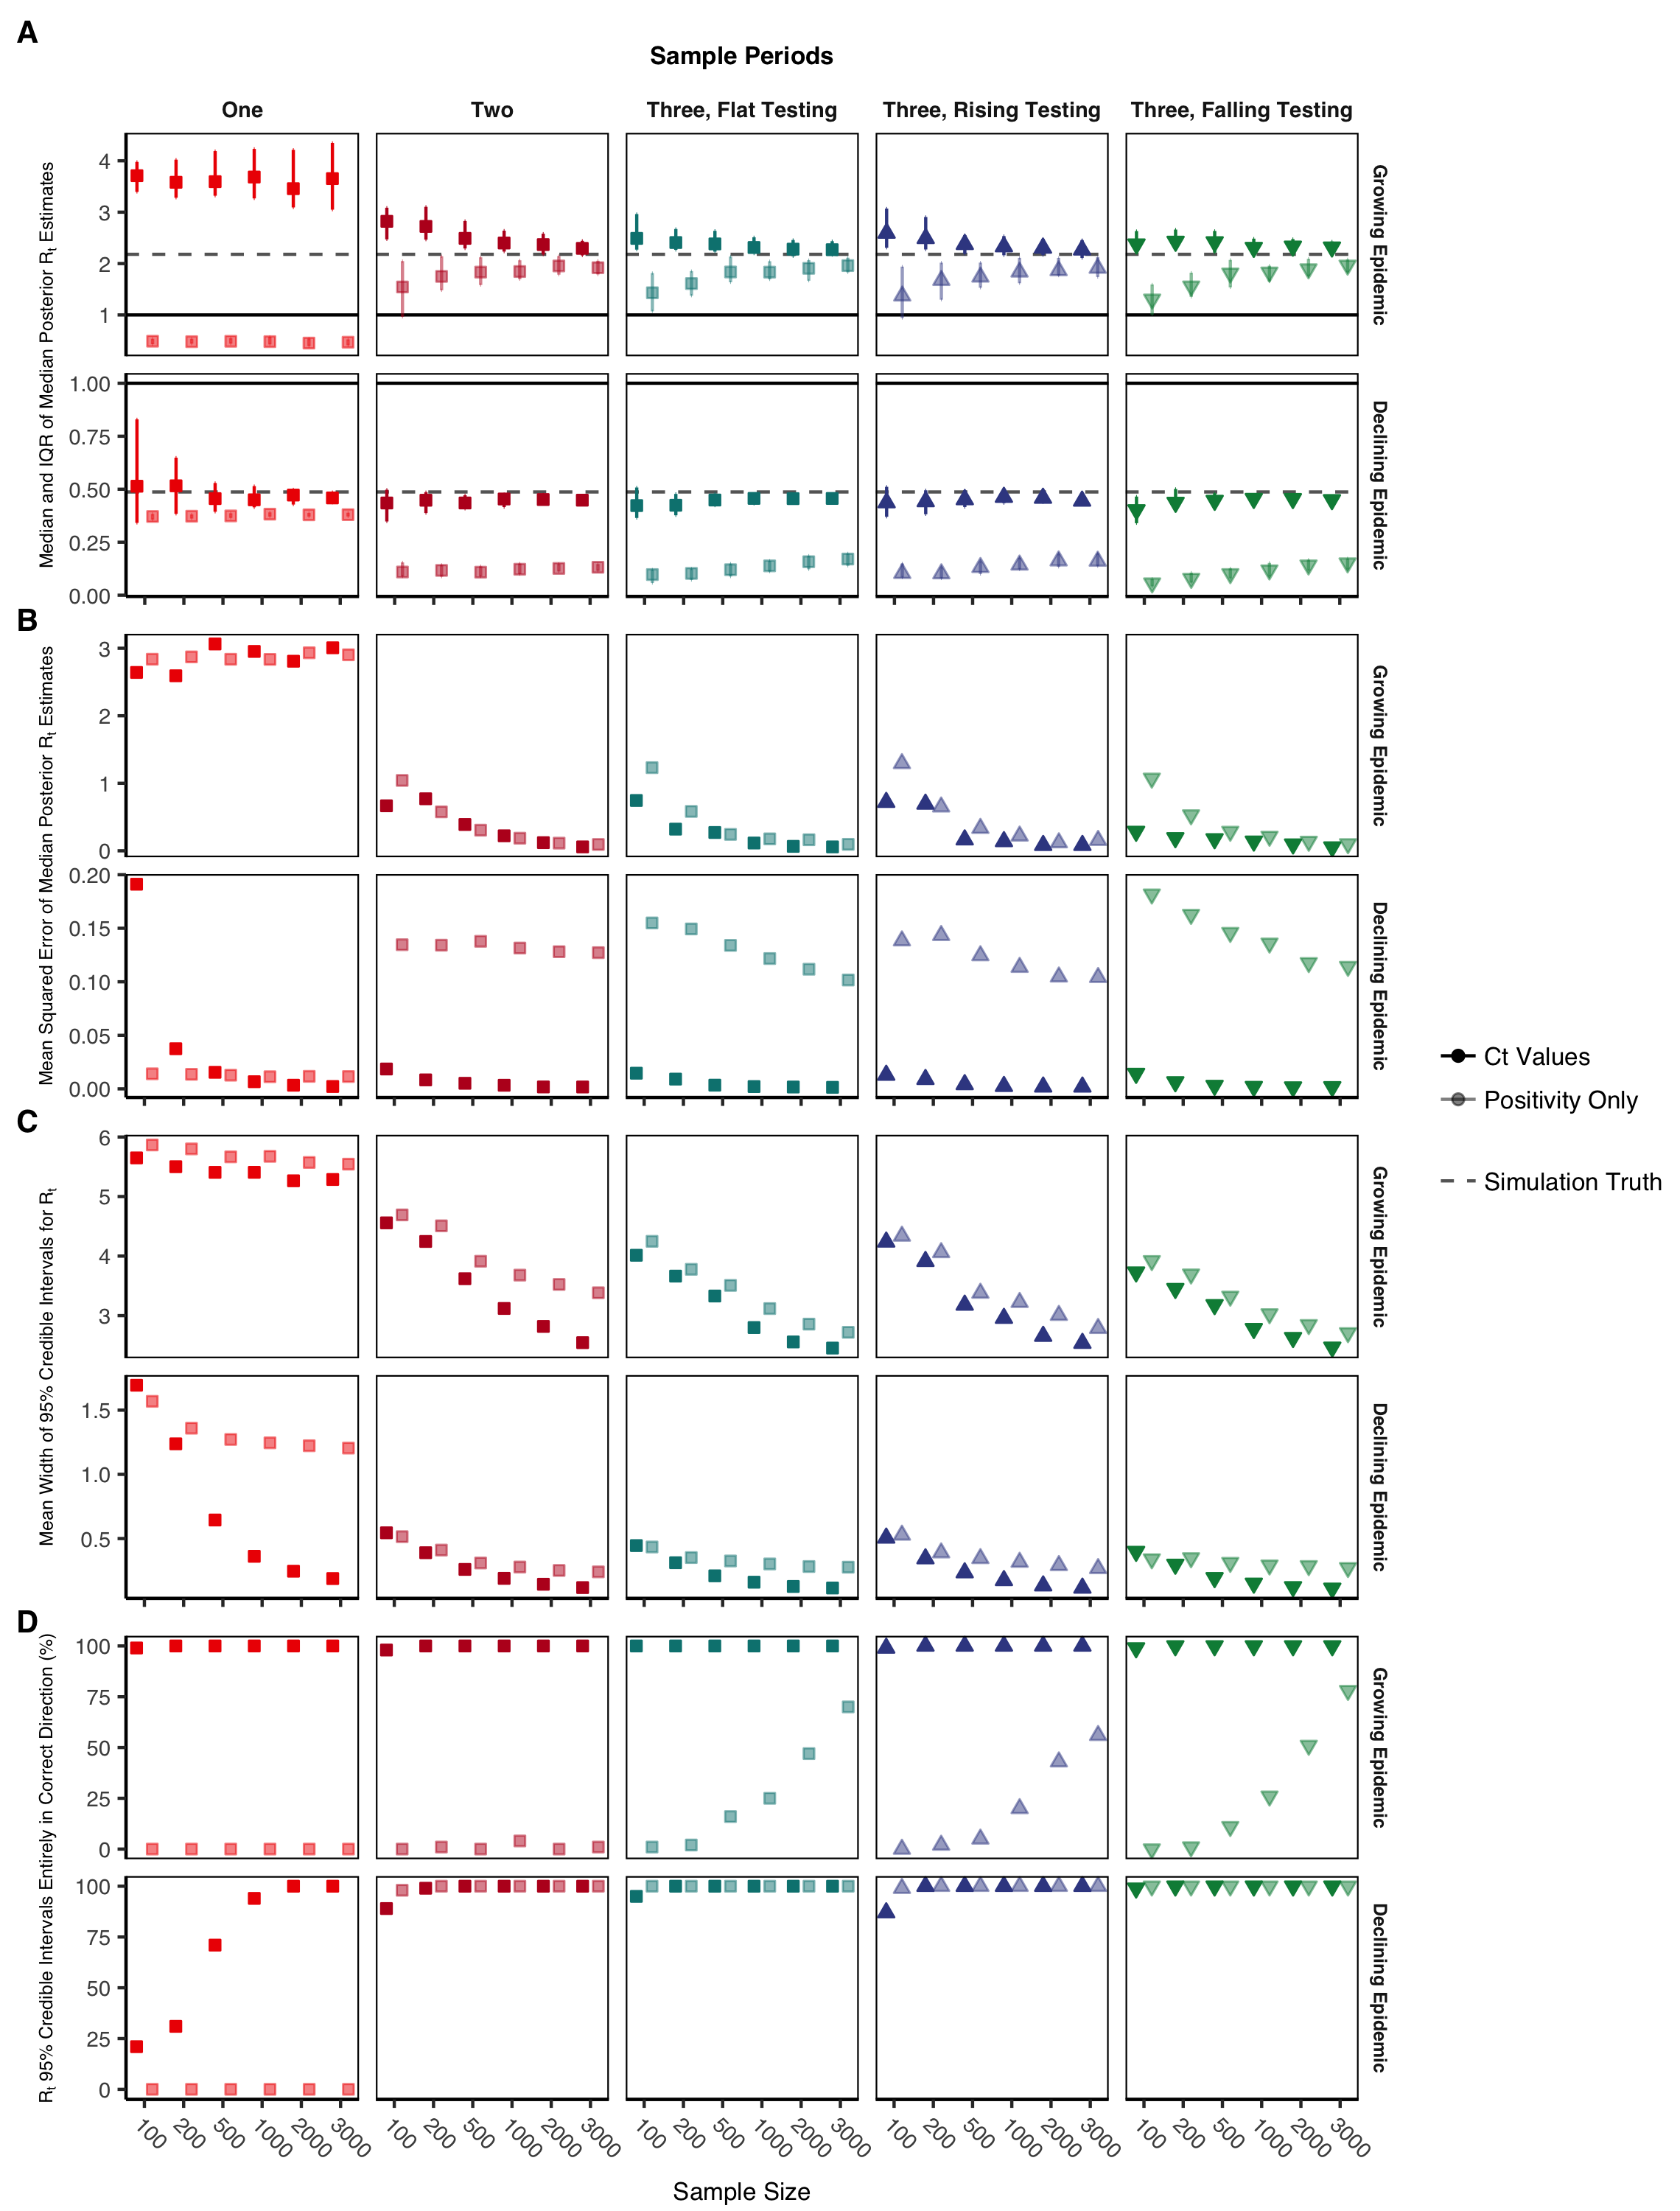 A
Sample Periods
One
Two
Three, Flat Testing
Three, Rising Testing
Three, Falling Testing
Median and IQR of Median Posterior Rt Estimates
4
3
2
1
Growing Epidemic
1.00
0.75
0.50
0.25
0.00
Declining Epidemic
B
Mean Squared Error of Median Posterior Rt Estimates
3
2
1
0
Growing Epidemic
0.20
0.15
0.10
0.05
0.00
Declining Epidemic
Ct Values
Positivity Only
Simulation Truth
C
Mean Width of 95% Credible Intervals for Rt
6
5
4
3
Growing Epidemic
1.5
1.0
0.5
Declining Epidemic
D
Rt 95% Credible Intervals Entirely in Correct Direction (%)
100
75
50
25
0
Growing Epidemic
100
75
50
25
0
Declining Epidemic
100 200 500 1000 2000 3000
100 200 500 1000 2000 3000
100 200 500 1000 2000 3000
100 200 500 1000 2000 3000
100 200 500 1000 2000 3000
Sample Size